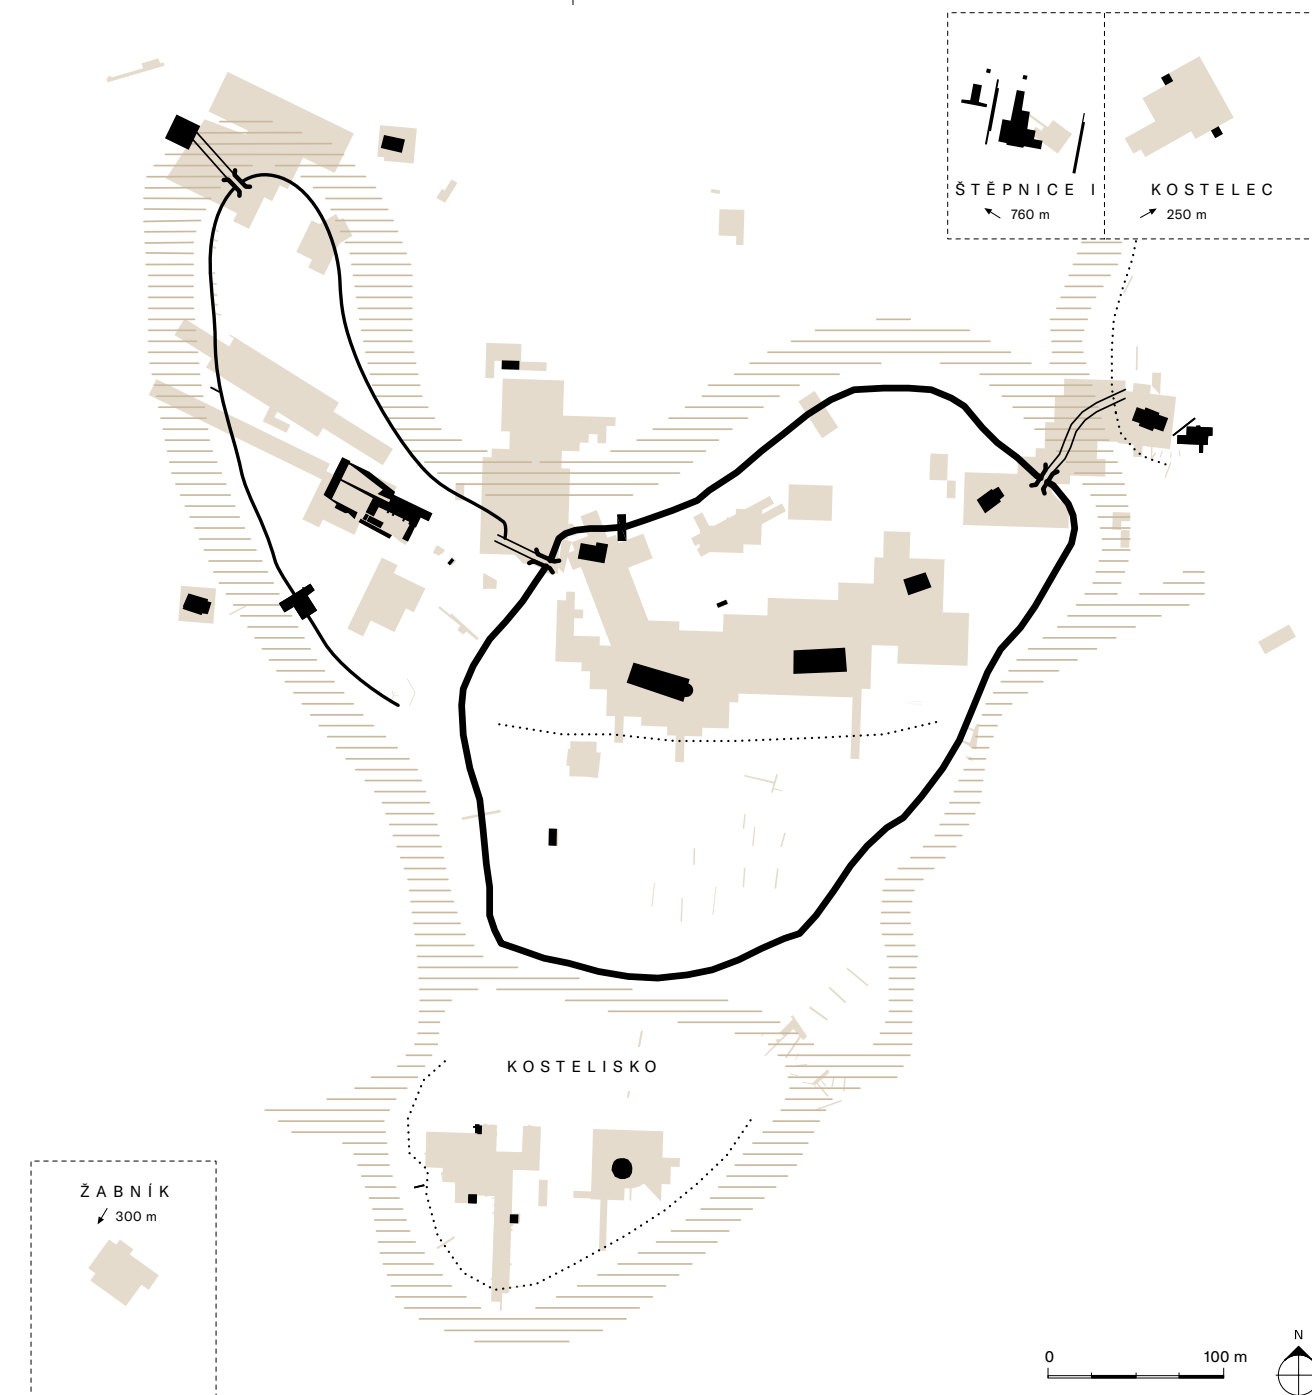 ŠTĚPNICE I
760 m
KOSTELEC
250 m
KOSTELISKO
ŽABNÍK
300 m
0 100 m
N